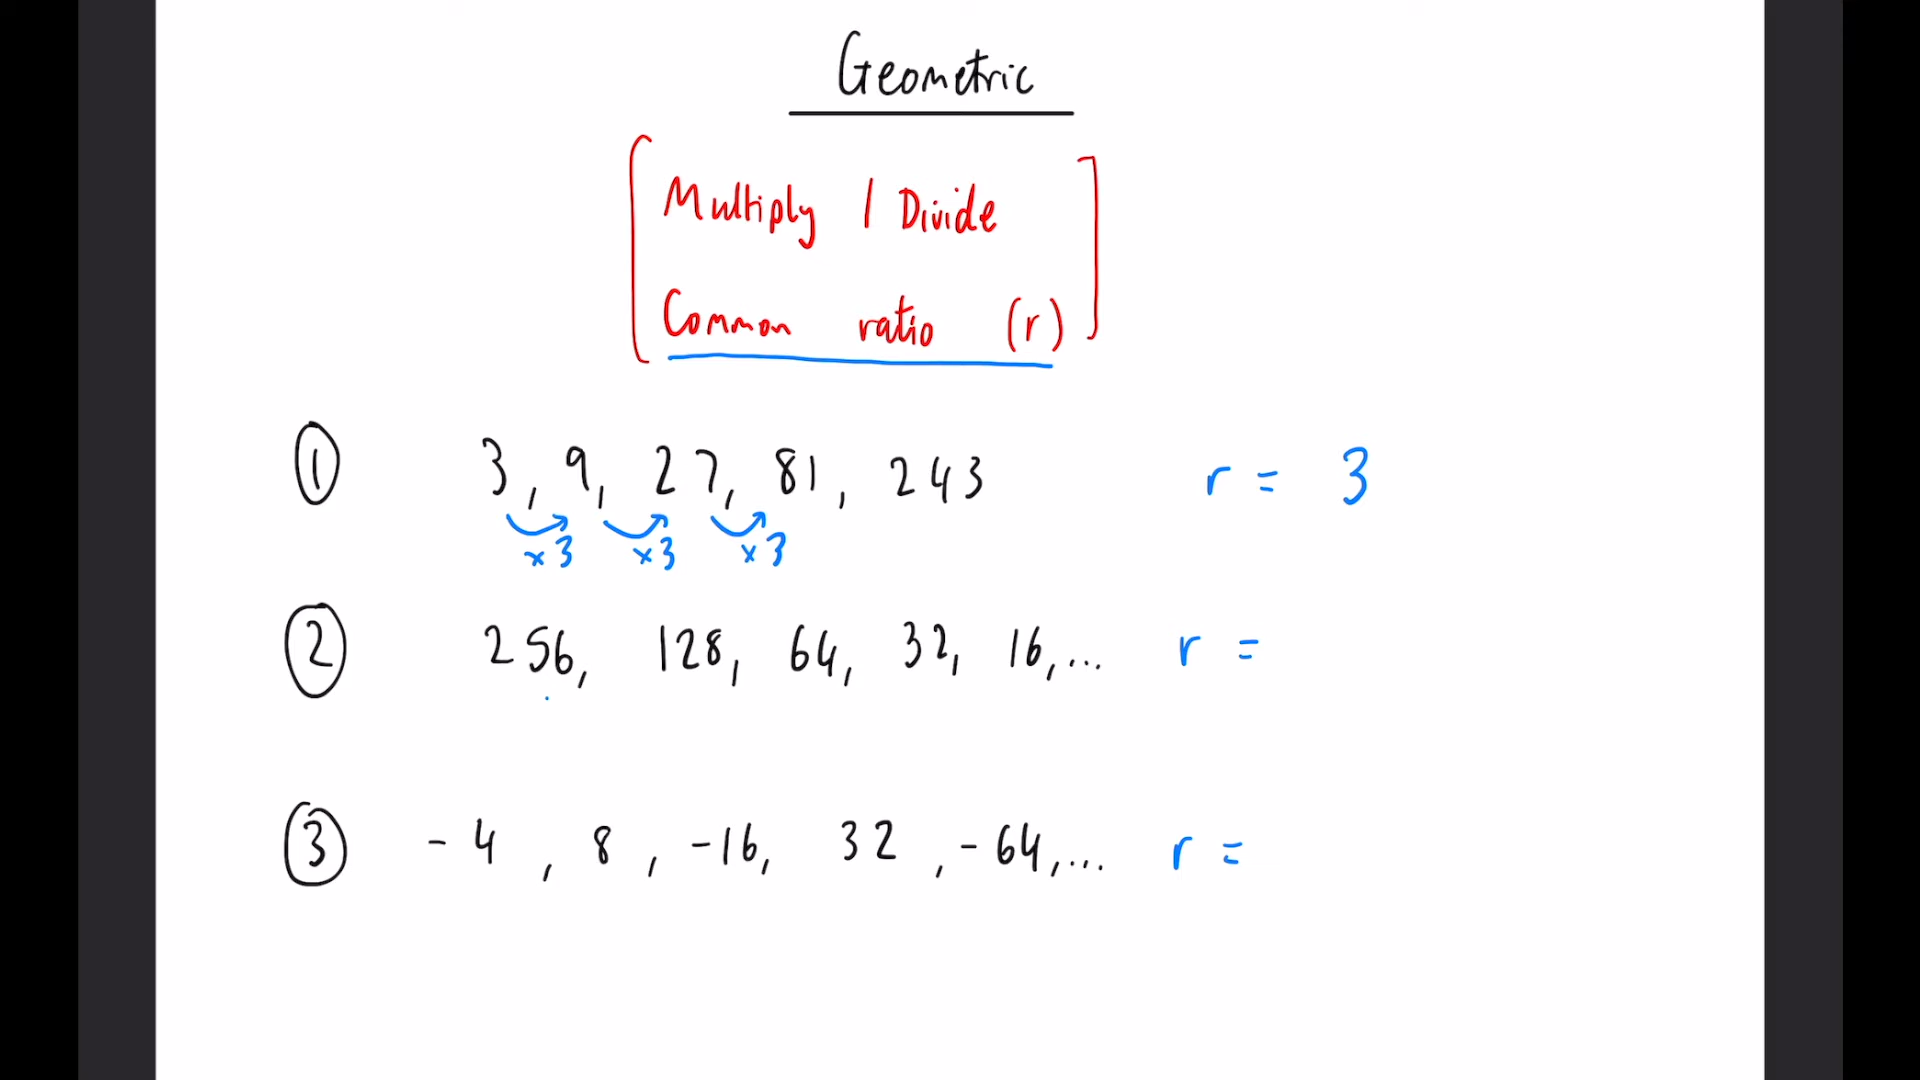 Geometric
Multiply / Divide
Common ratio (r)
① 3, 9, 27, 81, 243 r = 3
×3 ×3 ×3
② 256, 128, 64, 32, 16,... r =
③ -4, 8, -16, 32, -64,... r =